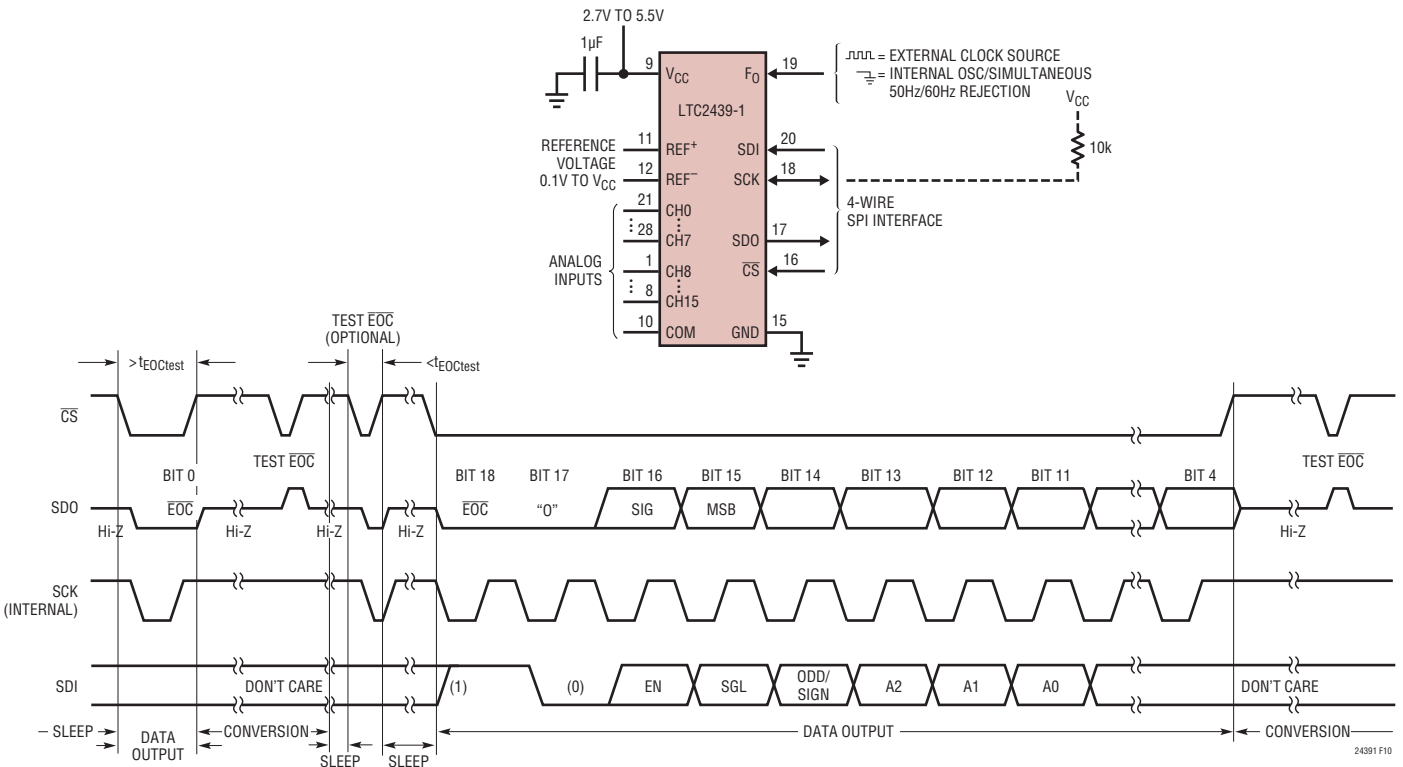 2.7V TO 5.5V
1µF
9
VCC
FO
19
= EXTERNAL CLOCK SOURCE
= INTERNAL OSC/SIMULTANEOUS
50Hz/60Hz REJECTION
VCC
10k
LTC2439-1
REFERENCE
VOLTAGE
0.1V TO VCC
11
REF+
12
REF–
SDI
20
SCK
18
4-WIRE
SPI INTERFACE
ANALOG
INPUTS
21
CH0
28
CH7
1
CH8
8
CH15
10
COM
SDO
17
CS
16
GND
15
TEST EOC
(OPTIONAL)
>tEOCtest
<tEOCtest
CS
BIT 0
TEST EOC
BIT 18
BIT 17
BIT 16
BIT 15
BIT 14
BIT 13
BIT 12
BIT 11
BIT 4
TEST EOC
SDO
EOC
EOC
“0”
SIG
MSB
Hi-Z
Hi-Z
Hi-Z
Hi-Z
Hi-Z
SCK
(INTERNAL)
SDI
DON'T CARE
(1)
(0)
EN
SGL
ODD/
SIGN
A2
A1
A0
DON'T CARE
SLEEP
DATA
OUTPUT
CONVERSION
SLEEP
SLEEP
DATA OUTPUT
CONVERSION
24391 F10